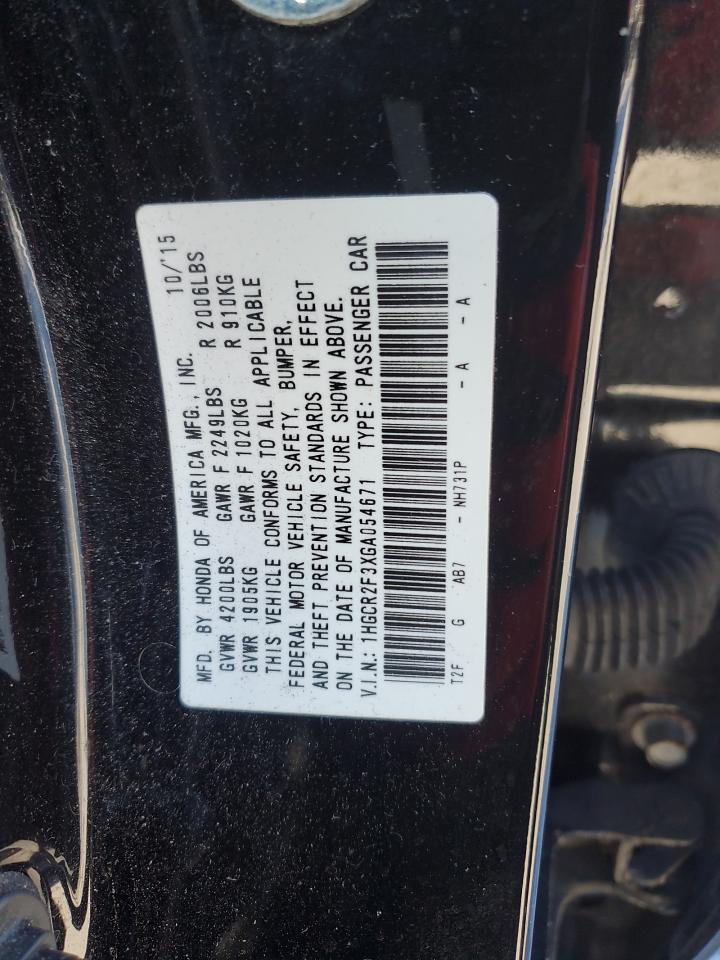 MFD. BY HONDA OF AMERICA MFG., INC. 10/'15
GVWR 4200LBS GAWR F 2249LBS R 2006LBS
GVWR 1905KG GAWR F 1020KG R 910KG
THIS VEHICLE CONFORMS TO ALL APPLICABLE
FEDERAL MOTOR VEHICLE SAFETY, BUMPER,
AND THEFT PREVENTION STANDARDS IN EFFECT
ON THE DATE OF MANUFACTURE SHOWN ABOVE.
V.I.N.: 1HGCR2F3XGA054671 TYPE: PASSENGER CAR
T2F G AB7 - NH731P - A - A